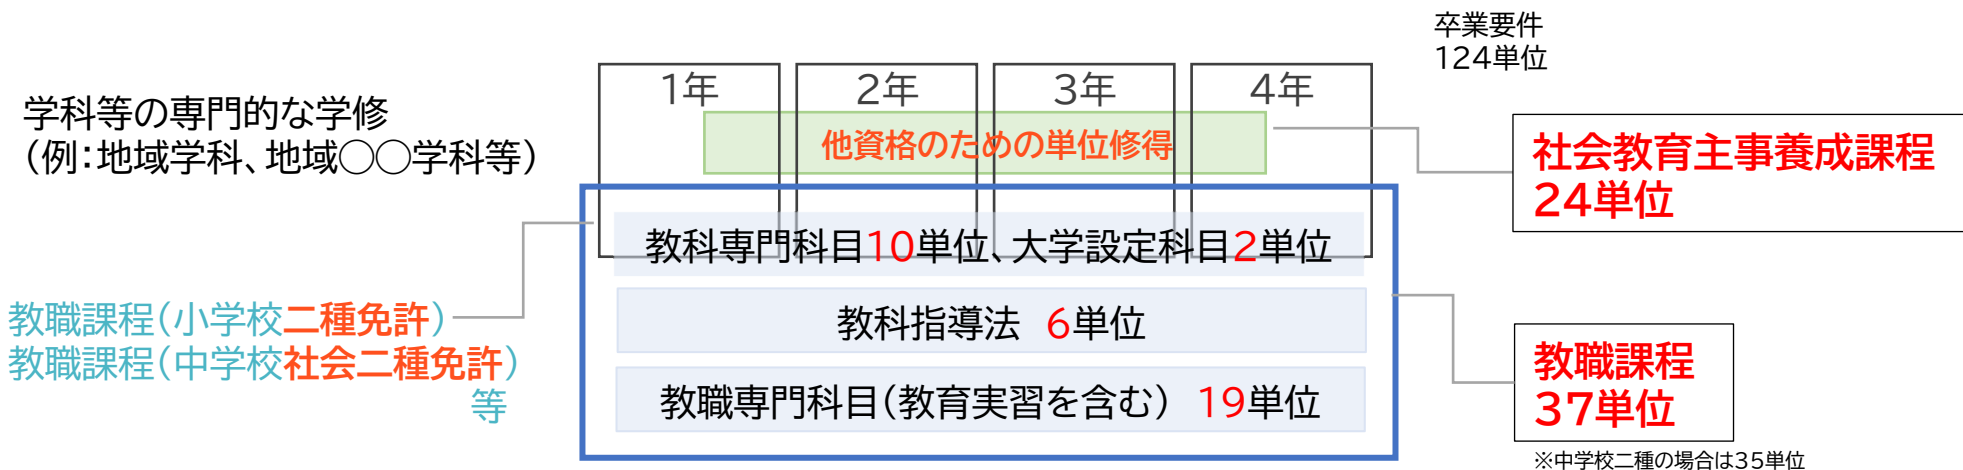 卒業要件
124単位
1年
2年
3年
4年
学科等の専門的な学修
(例:地域学科、地域○○学科等)
他資格のための単位修得
社会教育主事養成課程
24単位
教科専門科目10単位、大学設定科目2単位
教職課程(小学校二種免許)
教職課程(中学校社会二種免許)
等
教科指導法 6単位
教職専門科目(教育実習を含む) 19単位
教職課程
37単位
※中学校二種の場合は35単位